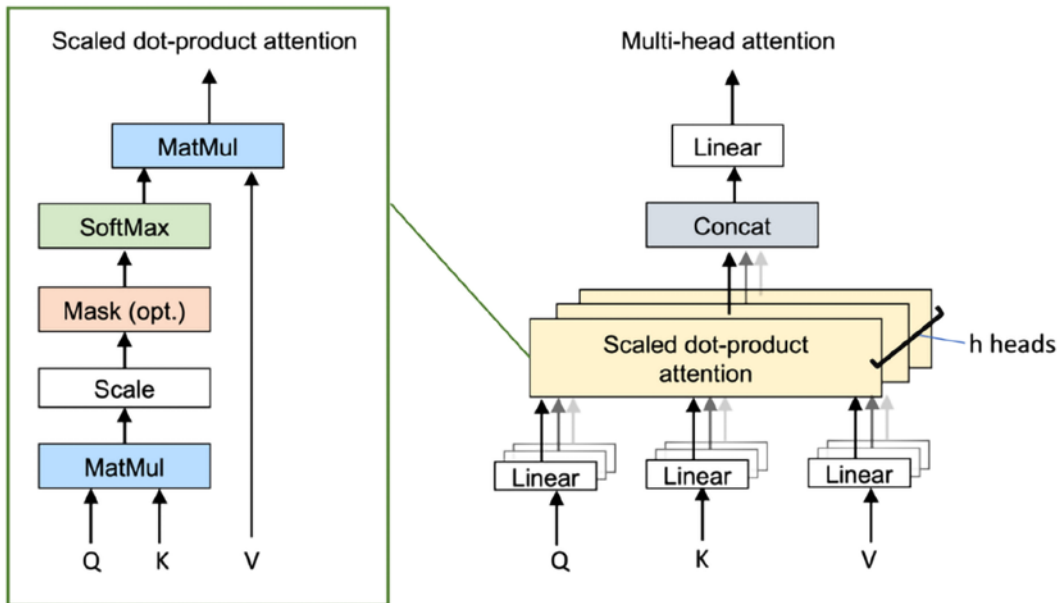 Scaled dot-product attention
MatMul
SoftMax
Mask (opt.)
Scale
MatMul
Q K V
Multi-head attention
Linear
Concat
Scaled dot-product
attention
h heads
Linear Linear Linear
Q K V